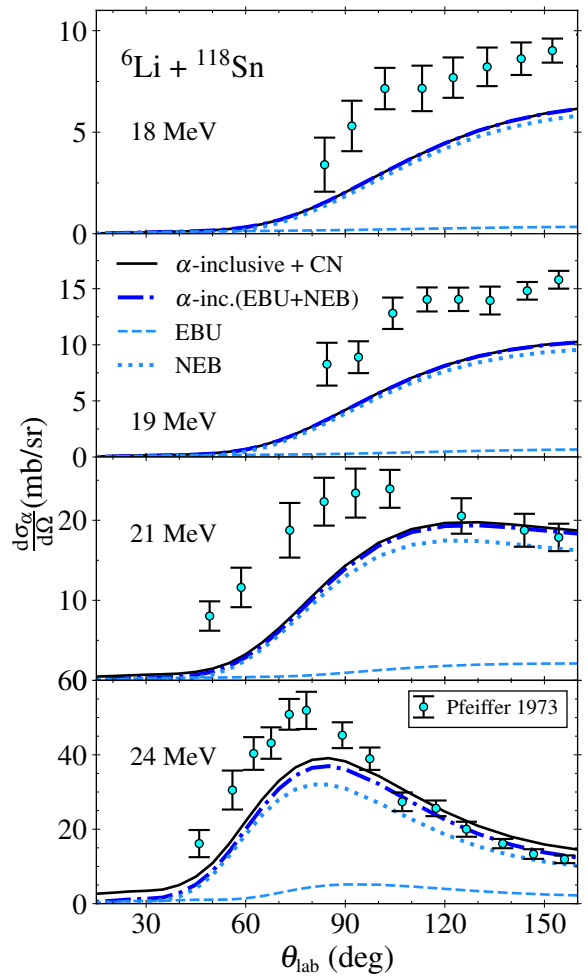 10
⁶Li + ¹¹⁸Sn
18 MeV
5
0
15
α-inclusive + CN
α-inc.(EBU+NEB)
10
EBU
NEB
5
19 MeV
0
dσα/dΩ (mb/sr)
20
10
21 MeV
60
Pfeiffer 1973
24 MeV
40
20
0
30 60 90 120 150
θlab (deg)